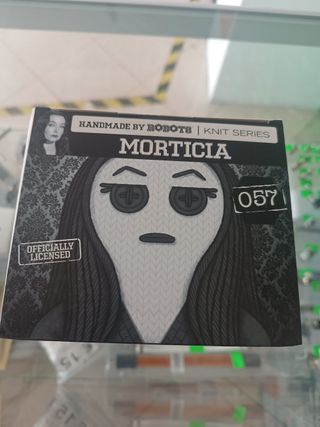 HANDMADE BY ROBOTS | KNIT SERIES
MORTICIA
057
OFFICIALLY
LICENSED